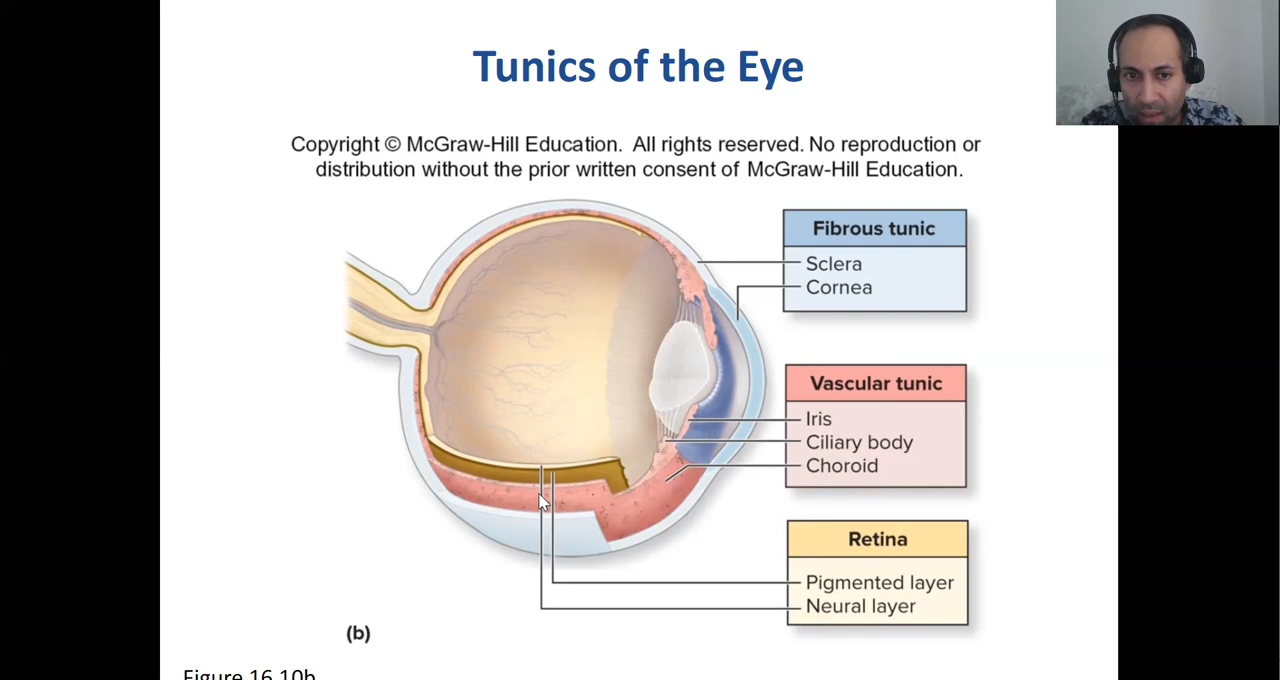 Tunics of the Eye
Copyright © McGraw-Hill Education. All rights reserved. No reproduction or
distribution without the prior written consent of McGraw-Hill Education.
Fibrous tunic
Sclera
Cornea
Vascular tunic
Iris
Ciliary body
Choroid
Retina
Pigmented layer
Neural layer
(b)
Figure 16.10b